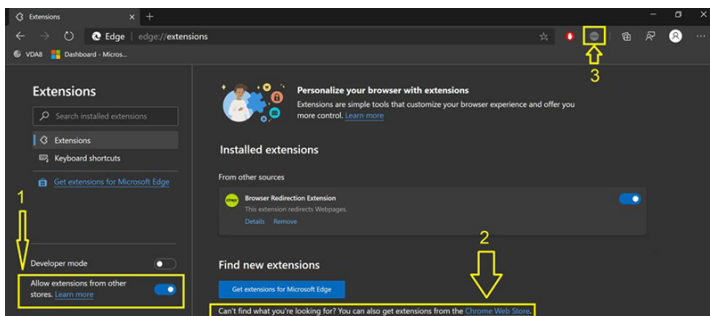 Extensions
Edge edge://extensions
VDA8 Dashboard - Micros...
3
Extensions
Search installed extensions
Extensions
Keyboard shortcuts
Get extensions for Microsoft Edge
1
Developer mode
Allow extensions from other
stores. Learn more
Personalize your browser with extensions
Extensions are simple tools that customize your browser experience and offer you
more control. Learn more
Installed extensions
From other sources
Browser Redirection Extension
This extension redirects Webpages.
Details Remove
2
Find new extensions
Get extensions for Microsoft Edge
Can't find what you're looking for? You can also get extensions from the Chrome Web Store.